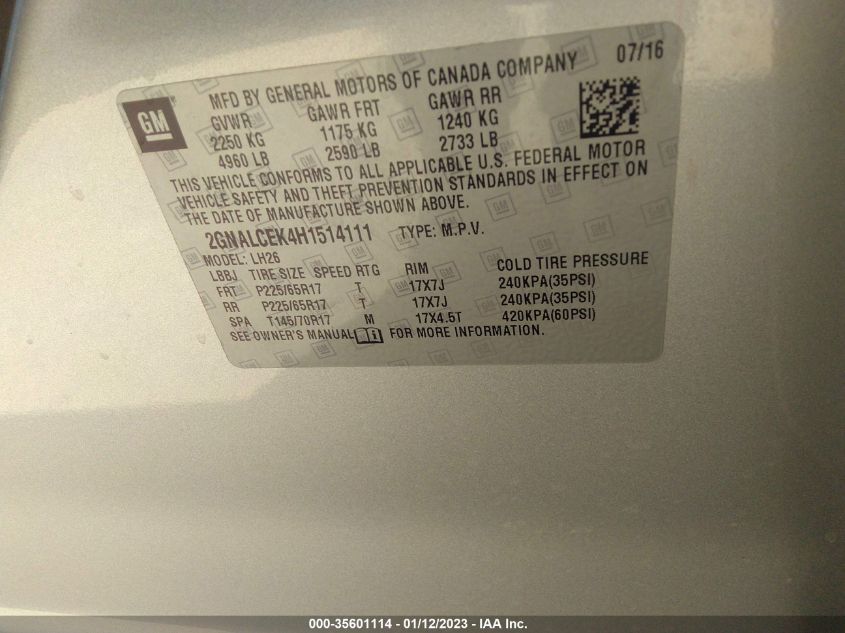 07/16
MFD BY GENERAL MOTORS OF CANADA COMPANY
GM
GVWR GAWR FRT GAWR RR
2250 KG 1175 KG 1240 KG
4960 LB 2590 LB 2733 LB
THIS VEHICLE CONFORMS TO ALL APPLICABLE U.S. FEDERAL MOTOR
VEHICLE SAFETY AND THEFT PREVENTION STANDARDS IN EFFECT ON
THE DATE OF MANUFACTURE SHOWN ABOVE.
2GNALCEK4H1514111 TYPE: M.P.V.
MODEL: LH26
LBBJ TIRE SIZE SPEED RTG RIM COLD TIRE PRESSURE
FRT P225/65R17 T 17X7J 240KPA(35PSI)
RR P225/65R17 T 17X7J 240KPA(35PSI)
SPA T145/70R17 M 17X4.5T 420KPA(60PSI)
SEE OWNER'S MANUAL i FOR MORE INFORMATION.
000-35601114 - 01/12/2023 - IAA Inc.